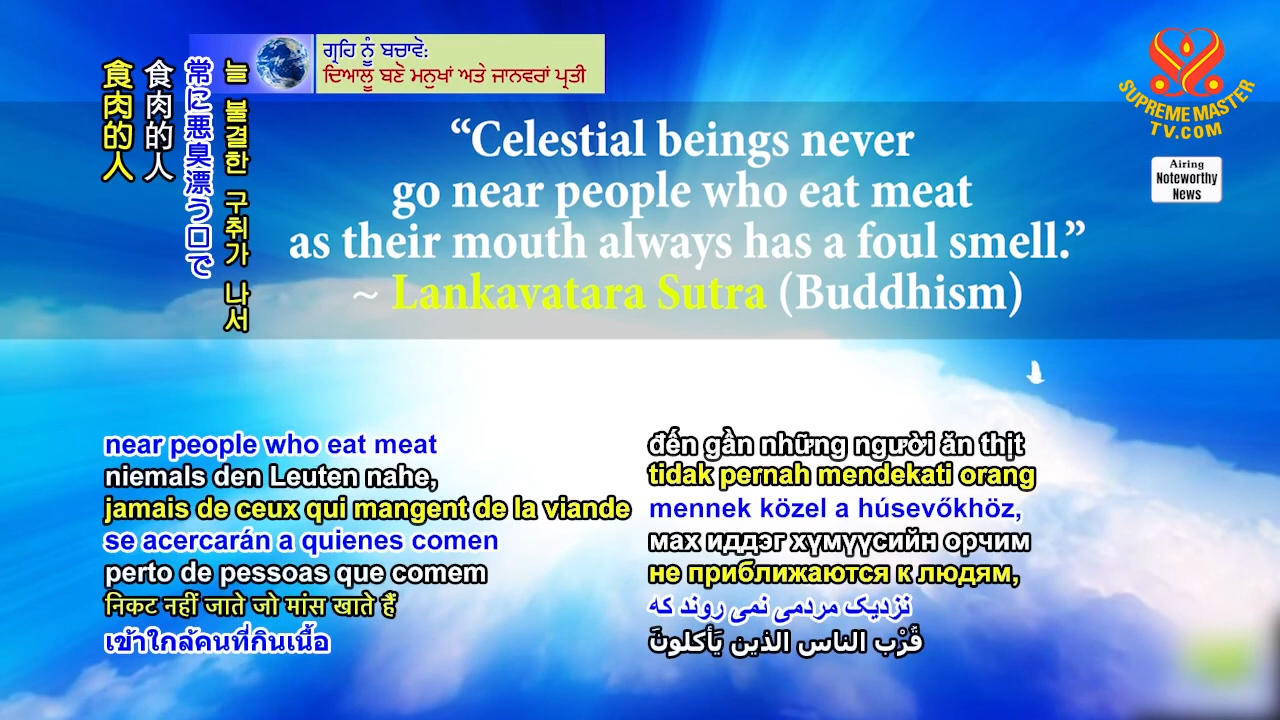 ਗ੍ਰਹਿ ਨੂੰ ਬਚਾਵੋ:
ਦਿਆਲੂ ਬਣੋ ਮਨੁਖਾਂ ਅਤੇ ਜਾਨਵਰਾਂ ਪ੍ਰਤੀ
SUPREME MASTER
TV.COM
Airing
Noteworthy
News
食肉的人
食肉的人
常に悪臭漂う口で
늘 불결한 구취가 나서
“Celestial beings never
go near people who eat meat
as their mouth always has a foul smell.”
~ Lankavatara Sutra (Buddhism)
near people who eat meat
niemals den Leuten nahe,
jamais de ceux qui mangent de la viande
se acercarán a quienes comen
perto de pessoas que comem
निकट नहीं जाते जो मांस खाते हैं
เข้าใกล้คนที่กินเนื้อ
đến gần những người ăn thịt
tidak pernah mendekati orang
mennek közel a húsevőkhöz,
мах иддэг хүмүүсийн орчим
не приближаются к людям,
نزدیک مردمی نمی روند که
قُرْب الناس الذين يَأكلونَ